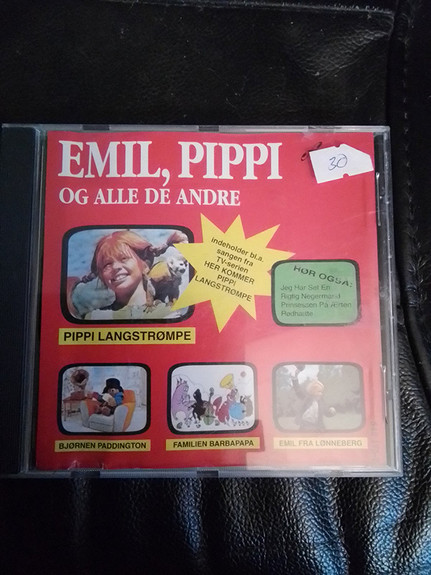 EMIL, PIPPI
OG ALLE DE ANDRE
30
indeholder bl.a.
sangen fra
TV-serien
HER KOMMER
PIPPI
LANGSTRØMPE
HØR OGSÅ:
Jeg Har Set En
Rigtig Negermand
Prinsessen På Ærten
Rødhætte
PIPPI LANGSTRØMPE
BJØRNEN PADDINGTON
FAMILIEN BARBAPAPA
EMIL FRA LØNNEBERG